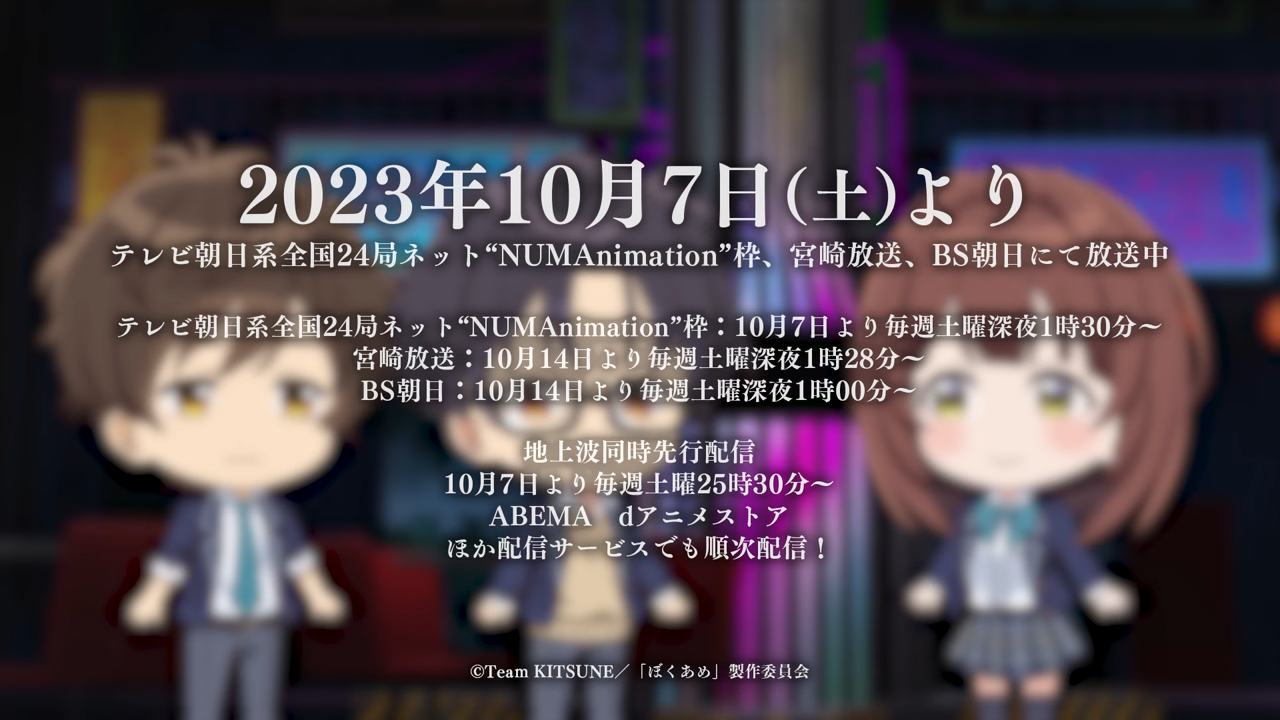 2023年10月7日(土)より
テレビ朝日系全国24局ネット“NUMAnimation”枠、宮崎放送、BS朝日にて放送中
テレビ朝日系全国24局ネット“NUMAnimation”枠：10月7日より毎週土曜深夜1時30分〜
宮崎放送：10月14日より毎週土曜深夜1時28分〜
BS朝日：10月14日より毎週土曜深夜1時00分〜
地上波同時先行配信
10月7日より毎週土曜25時30分〜
ABEMA　dアニメストア
ほか配信サービスでも順次配信！
©Team KITSUNE／「ぼくあめ」製作委員会